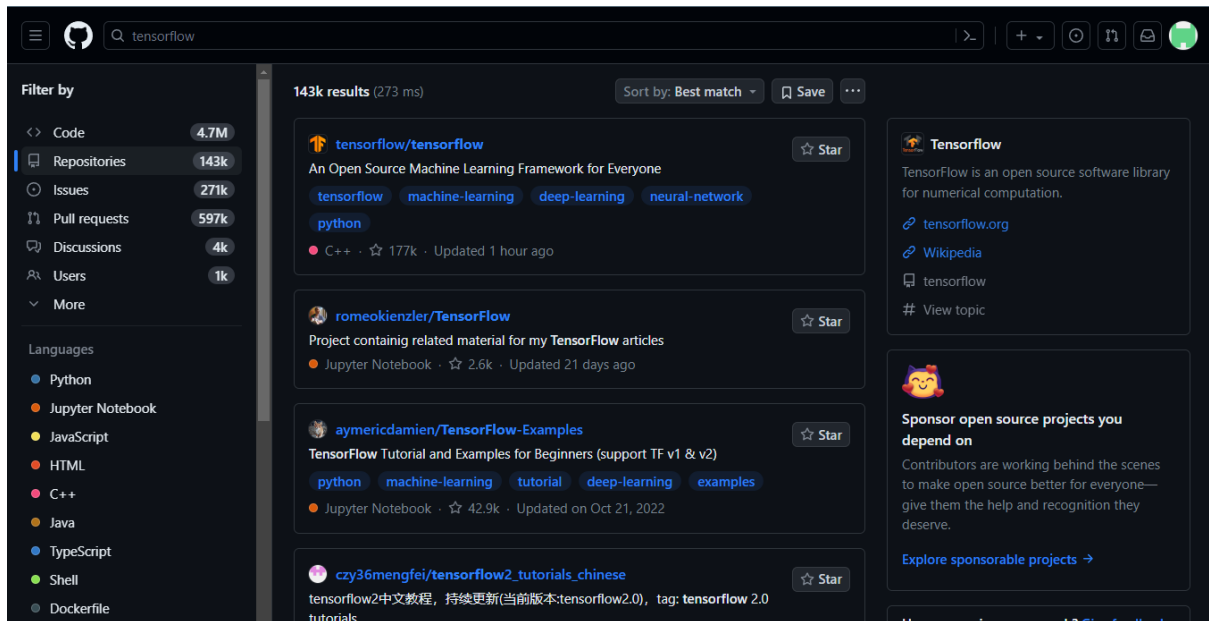 tensorflow
Filter by
Code 4.7M
Repositories 143k
Issues 271k
Pull requests 597k
Discussions 4k
Users 1k
More
Languages
Python
Jupyter Notebook
JavaScript
HTML
C++
Java
TypeScript
Shell
Dockerfile
143k results (273 ms)
Sort by: Best match
Save
tensorflow/tensorflow
Star
An Open Source Machine Learning Framework for Everyone
tensorflow machine-learning deep-learning neural-network
python
C++ · 177k · Updated 1 hour ago
romeokienzler/TensorFlow
Star
Project containig related material for my TensorFlow articles
Jupyter Notebook · 2.6k · Updated 21 days ago
aymericdamien/TensorFlow-Examples
Star
TensorFlow Tutorial and Examples for Beginners (support TF v1 & v2)
python machine-learning tutorial deep-learning examples
Jupyter Notebook · 42.9k · Updated on Oct 21, 2022
czy36mengfei/tensorflow2_tutorials_chinese
Star
tensorflow2中文教程，持续更新(当前版本:tensorflow2.0)，tag: tensorflow 2.0
tutorials
Tensorflow
TensorFlow is an open source software library
for numerical computation.
tensorflow.org
Wikipedia
tensorflow
# View topic
Sponsor open source projects you
depend on
Contributors are working behind the scenes
to make open source better for everyone—
give them the help and recognition they
deserve.
Explore sponsorable projects →